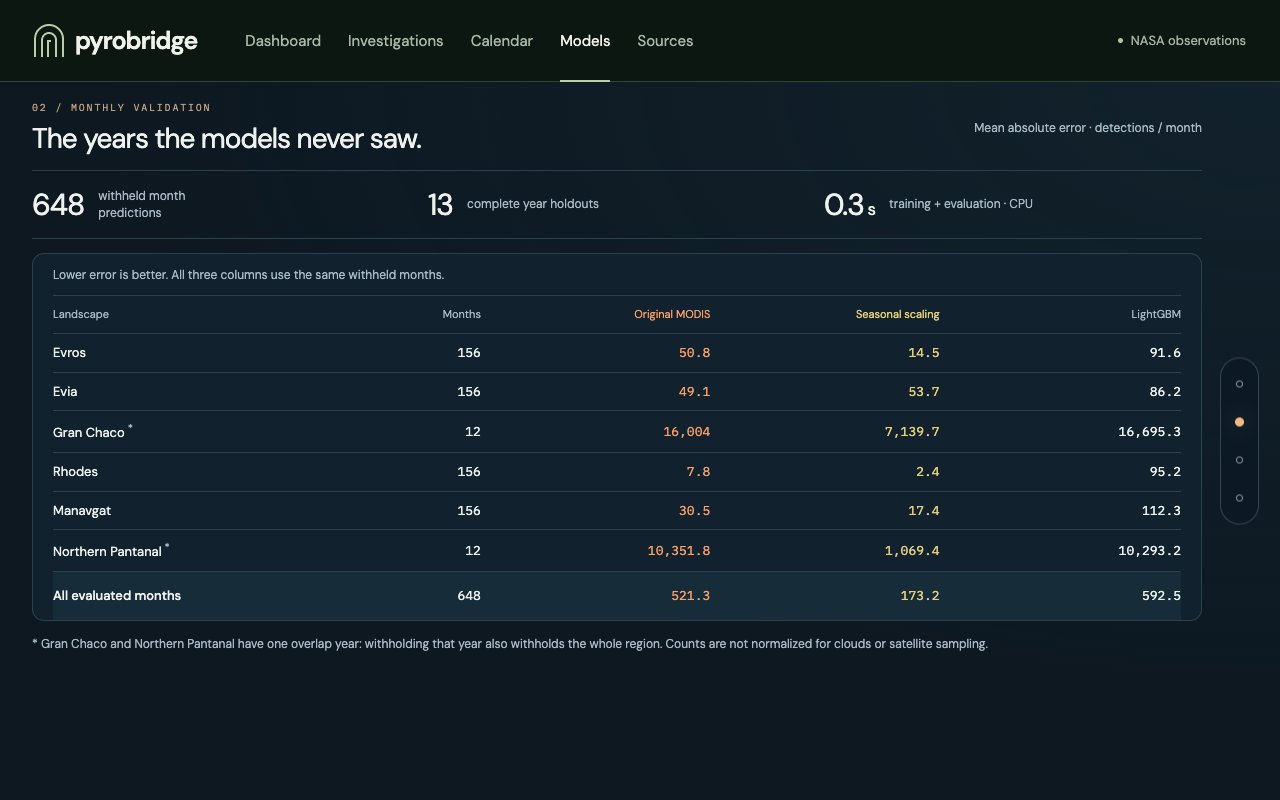 pyrobridge Dashboard Investigations Calendar Models Sources • NASA observations
02 / MONTHLY VALIDATION
The years the models never saw.
Mean absolute error · detections / month
648 withheld month predictions
13 complete year holdouts
0.3 s training + evaluation · CPU
Lower error is better. All three columns use the same withheld months.
Landscape Months Original MODIS Seasonal scaling LightGBM
Evros 156 50.8 14.5 91.6
Evia 156 49.1 53.7 86.2
Gran Chaco * 12 16,004 7,139.7 16,695.3
Rhodes 156 7.8 2.4 95.2
Manavgat 156 30.5 17.4 112.3
Northern Pantanal * 12 10,351.8 1,069.4 10,293.2
All evaluated months 648 521.3 173.2 592.5
* Gran Chaco and Northern Pantanal have one overlap year: withholding that year also withholds the whole region. Counts are not normalized for clouds or satellite sampling.